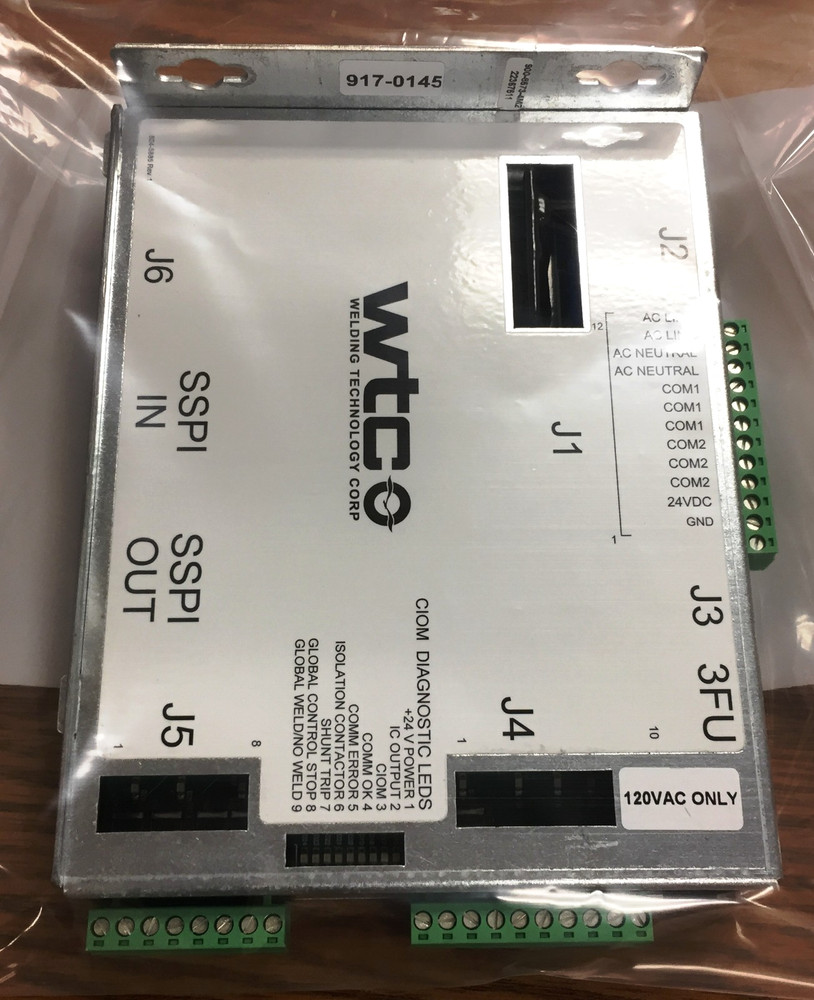 917-0145
J6
J2
wtco
WELDING TECHNOLOGY CORP
12
AC NEUTRAL
AC NEUTRAL
COM1
COM1
COM1
COM2
COM2
COM2
24VDC
GND
1
J1
SSPI
IN
SSPI
OUT
J3
3FU
J5
1
8
J4
1
10
CIOM DIAGNOSTIC LEDS
+24 V POWER 1
IC OUTPUT 2
CIOM 3
COMM OK 4
COMM ERROR 5
ISOLATION CONTACTOR 6
SHUNT TRIP 7
GLOBAL CONTROL STOP 8
GLOBAL WELD/NO WELD 9
120VAC ONLY